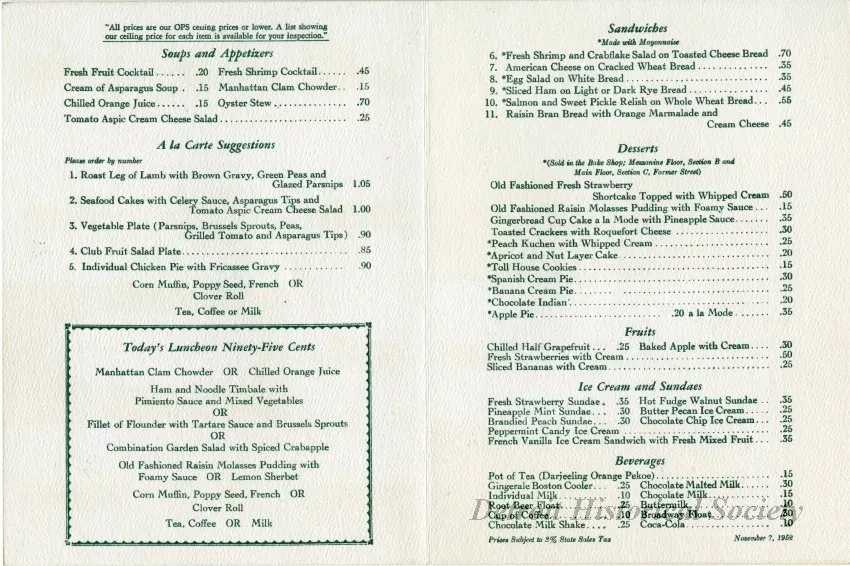 "All prices are our OPS ceiling prices or lower. A list showing
our ceiling price for each item is available for your inspection."
Soups and Appetizers
Fresh Fruit Cocktail...... .20 Fresh Shrimp Cocktail...... .45
Cream of Asparagus Soup . .15 Manhattan Clam Chowder.. .15
Chilled Orange Juice...... .15 Oyster Stew................ .70
Tomato Aspic Cream Cheese Salad............................ .25
A la Carte Suggestions
Please order by number
1. Roast Leg of Lamb with Brown Gravy, Green Peas and
Glazed Parsnips 1.05
2. Seafood Cakes with Celery Sauce, Asparagus Tips and
Tomato Aspic Cream Cheese Salad 1.00
3. Vegetable Plate (Parsnips, Brussels Sprouts, Peas,
Grilled Tomato and Asparagus Tips) .90
4. Club Fruit Salad Plate.................................... .85
5. Individual Chicken Pie with Fricassee Gravy ............. .90
Corn Muffin, Poppy Seed, French OR
Clover Roll
Tea, Coffee or Milk
Today's Luncheon Ninety-Five Cents
Manhattan Clam Chowder OR Chilled Orange Juice
Ham and Noodle Timbale with
Pimiento Sauce and Mixed Vegetables
OR
Fillet of Flounder with Tartare Sauce and Brussels Sprouts
OR
Combination Garden Salad with Spiced Crabapple
Old Fashioned Raisin Molasses Pudding with
Foamy Sauce OR Lemon Sherbet
Corn Muffin, Poppy Seed, French OR
Clover Roll
Tea, Coffee OR Milk
Sandwiches
*Made with Mayonnaise
6. *Fresh Shrimp and Crabflake Salad on Toasted Cheese Bread .70
7. American Cheese on Cracked Wheat Bread................ .35
8. *Egg Salad on White Bread............................... .35
9. *Sliced Ham on Light or Dark Rye Bread ................. .45
10. *Salmon and Sweet Pickle Relish on Whole Wheat Bread... .55
11. Raisin Bran Bread with Orange Marmalade and
Cream Cheese .45
Desserts
*(Sold in the Bake Shop; Mezzanine Floor, Section B and
Main Floor, Section C, Former Street)
Old Fashioned Fresh Strawberry
Shortcake Topped with Whipped Cream .50
Old Fashioned Raisin Molasses Pudding with Foamy Sauce ... .15
Gingerbread Cup Cake a la Mode with Pineapple Sauce....... .35
Toasted Crackers with Roquefort Cheese .................... .30
*Peach Kuchen with Whipped Cream ........................ .25
*Apricot and Nut Layer Cake................................ .20
*Toll House Cookies........................................ .15
*Spanish Cream Pie........................................ .30
*Banana Cream Pie........................................ .25
*Chocolate Indian......................................... .20
*Apple Pie............................ .20 a la Mode ....... .35
Fruits
Chilled Half Grapefruit... .25 Baked Apple with Cream.... .30
Fresh Strawberries with Cream ............................. .50
Sliced Bananas with Cream................................. .25
Ice Cream and Sundaes
Fresh Strawberry Sundae . .35 Hot Fudge Walnut Sundae .. .35
Pineapple Mint Sundae... .30 Butter Pecan Ice Cream..... .25
Brandied Peach Sundae... .30 Chocolate Chip Ice Cream... .25
Peppermint Candy Ice Cream ............................... .25
French Vanilla Ice Cream Sandwich with Fresh Mixed Fruit... .35
Beverages
Pot of Tea (Darjeeling Orange Pekoe)....................... .15
Gingerale Boston Cooler... .25 Chocolate Malted Milk...... .30
Individual Milk .10 Chocolate Milk............. .15
Root Beer Float .25 Buttermilk .10
Cup of Coffee .10 Broadway Float .30
Chocolate Milk Shake.... .25 Coca-Cola................. .10
Prices Subject to 3% State Sales Tax November 7, 1952
Historical Society